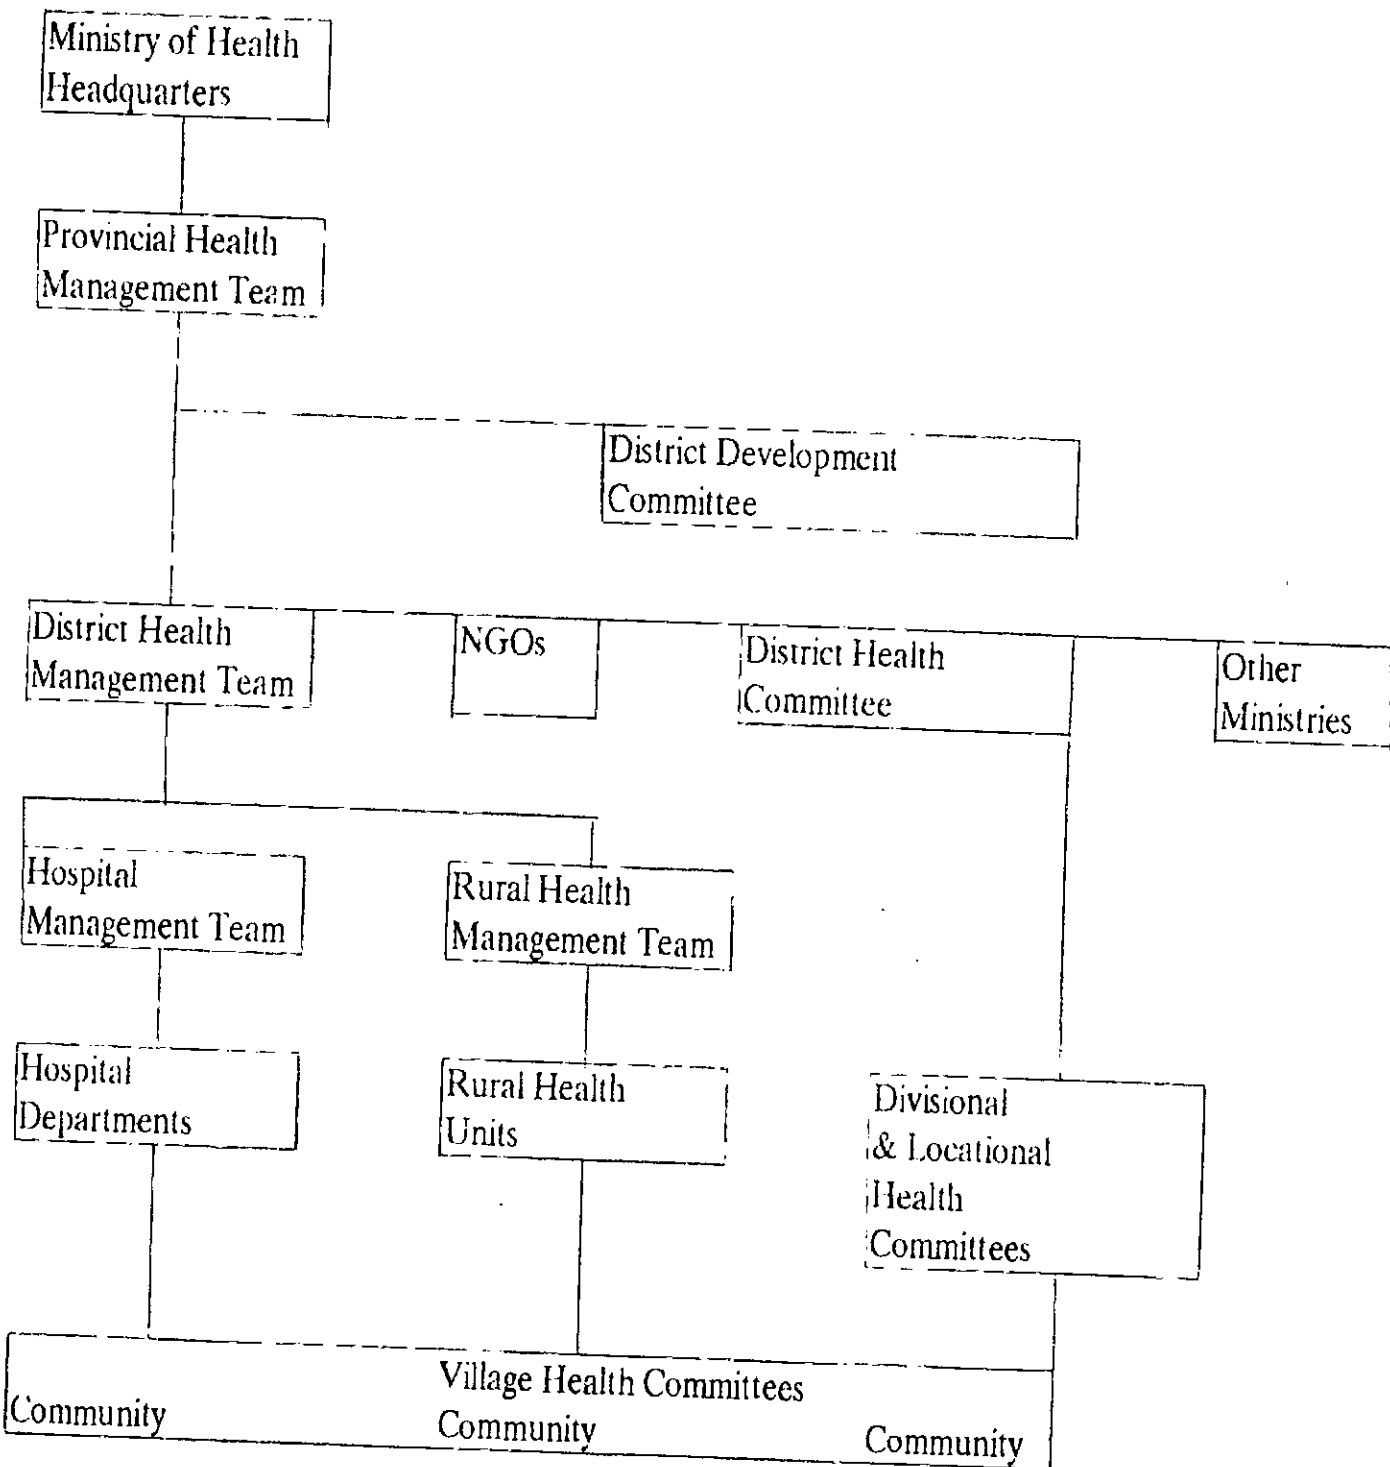 Ministry of Health
Headquarters
Provincial Health
Management Team
District Development
Committee
District Health
Management Team
NGOs
District Health
Committee
Other
Ministries
Hospital
Management Team
Rural Health
Management Team
Hospital
Departments
Rural Health
Units
Divisional
& Locational
Health
Committees
Village Health Committees
Community
Community
Community